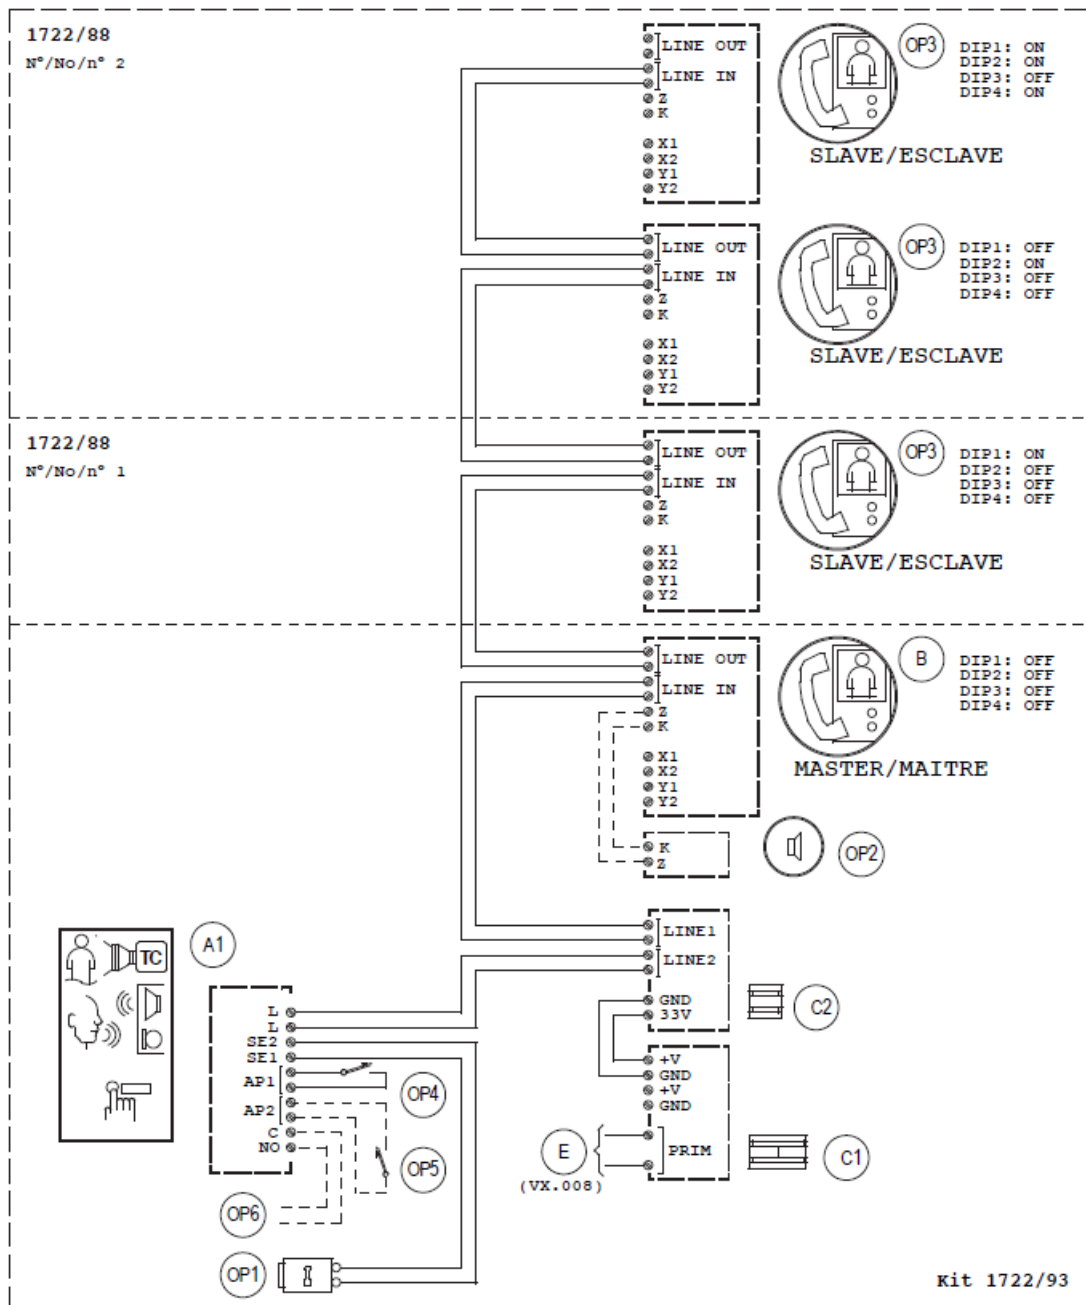 1722/88
N°/No/n° 2
LINE OUT
LINE IN
Z
K
X1
X2
Y1
Y2
OP3
DIP1: ON
DIP2: ON
DIP3: OFF
DIP4: ON
SLAVE/ESCLAVE
LINE OUT
LINE IN
Z
K
X1
X2
Y1
Y2
OP3
DIP1: OFF
DIP2: ON
DIP3: OFF
DIP4: OFF
SLAVE/ESCLAVE
1722/88
N°/No/n° 1
LINE OUT
LINE IN
Z
K
X1
X2
Y1
Y2
OP3
DIP1: ON
DIP2: OFF
DIP3: OFF
DIP4: OFF
SLAVE/ESCLAVE
LINE OUT
LINE IN
Z
K
X1
X2
Y1
Y2
B
DIP1: OFF
DIP2: OFF
DIP3: OFF
DIP4: OFF
MASTER/MAITRE
K
Z
OP2
A1
TC
L
L
SE2
SE1
AP1
AP2
C
NO
OP4
OP5
OP6
OP1
LINE1
LINE2
GND
33V
C2
+V
GND
+V
GND
PRIM
C1
E
(VX.008)
Kit 1722/93